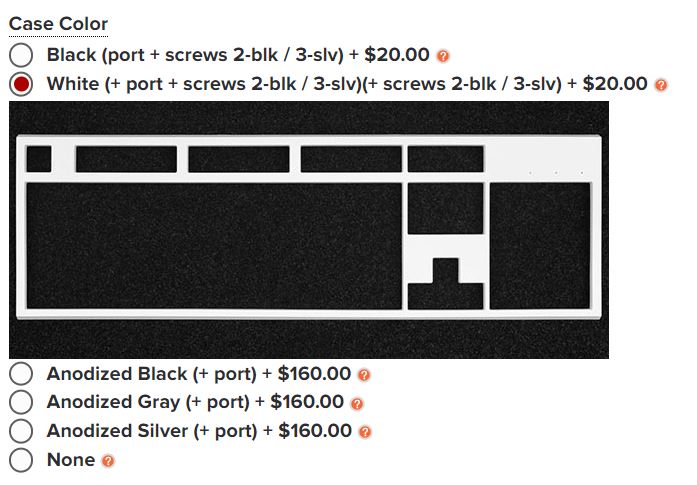 Case Color
Black (port + screws 2-blk / 3-slv) + $20.00 ?
White (+ port + screws 2-blk / 3-slv)(+ screws 2-blk / 3-slv) + $20.00 ?
Anodized Black (+ port) + $160.00 ?
Anodized Gray (+ port) + $160.00 ?
Anodized Silver (+ port) + $160.00 ?
None ?